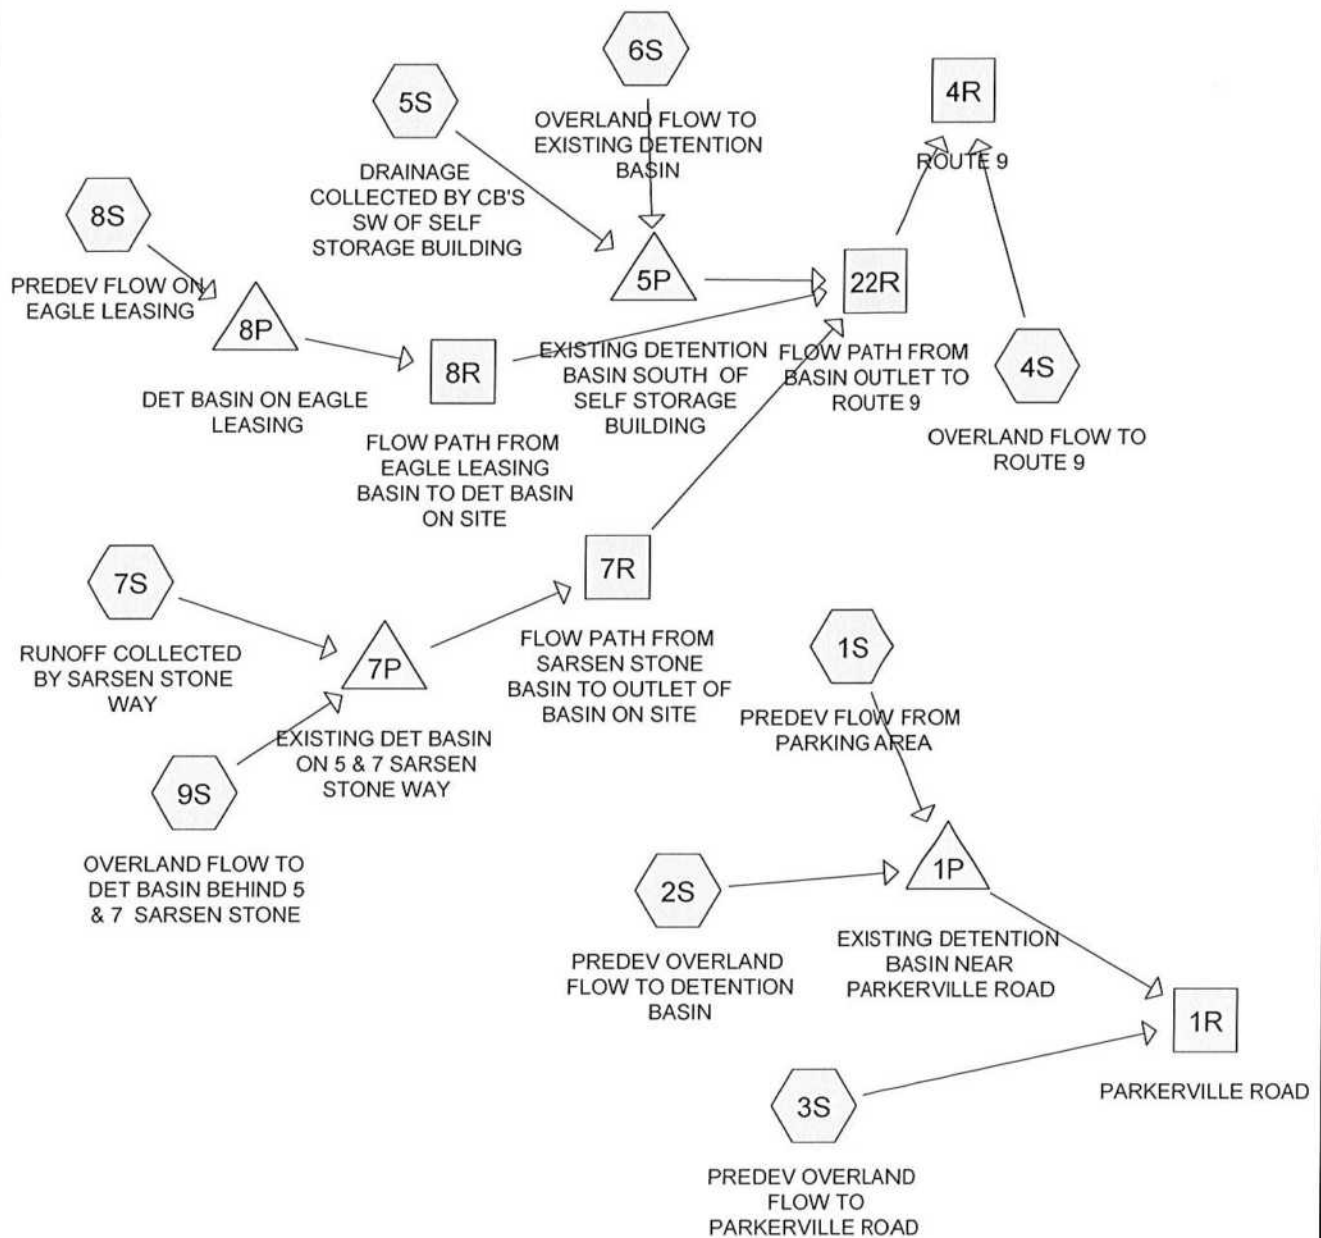 6S
OVERLAND FLOW TO
EXISTING DETENTION
BASIN
4R
ROUTE 9
5S
DRAINAGE
COLLECTED BY CB'S
SW OF SELF
STORAGE BUILDING
8S
PREDEV FLOW ON
EAGLE LEASING
5P
EXISTING DETENTION
BASIN SOUTH OF
SELF STORAGE
BUILDING
22R
FLOW PATH FROM
BASIN OUTLET TO
ROUTE 9
8P
DET BASIN ON EAGLE
LEASING
8R
FLOW PATH FROM
EAGLE LEASING
BASIN TO DET BASIN
ON SITE
4S
OVERLAND FLOW TO
ROUTE 9
7S
RUNOFF COLLECTED
BY SARSEN STONE
WAY
7R
FLOW PATH FROM
SARSEN STONE
BASIN TO OUTLET OF
BASIN ON SITE
7P
EXISTING DET BASIN
ON 5 & 7 SARSEN
STONE WAY
1S
PREDEV FLOW FROM
PARKING AREA
9S
OVERLAND FLOW TO
DET BASIN BEHIND 5
& 7 SARSEN STONE
2S
PREDEV OVERLAND
FLOW TO DETENTION
BASIN
1P
EXISTING DETENTION
BASIN NEAR
PARKERVILLE ROAD
1R
PARKERVILLE ROAD
3S
PREDEV OVERLAND
FLOW TO
PARKERVILLE ROAD